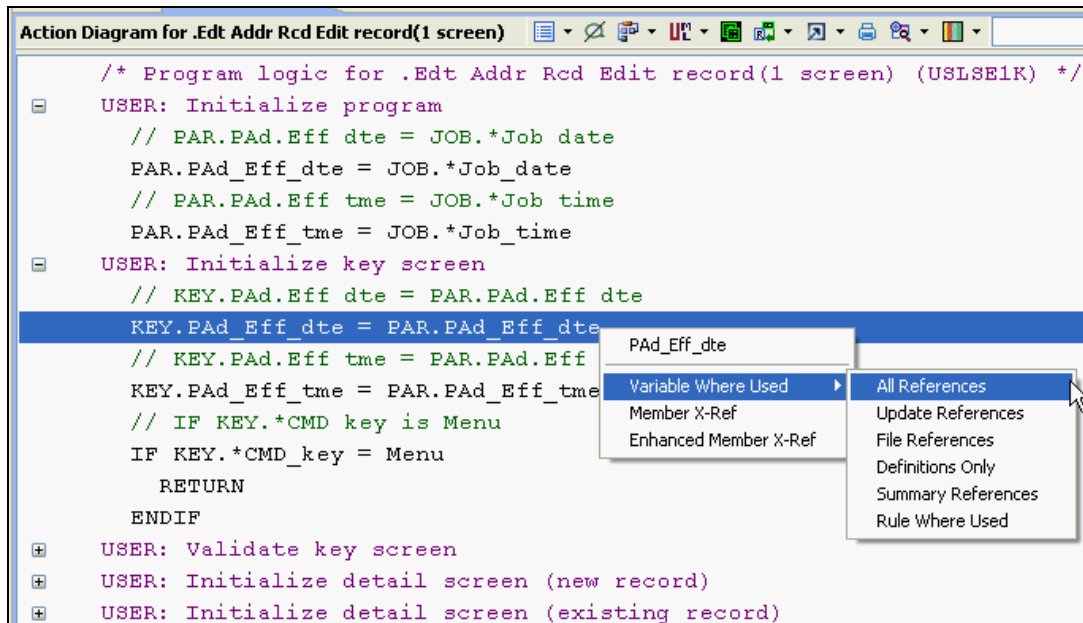 Action Diagram for .Edt Addr Rcd Edit record(1 screen)
/* Program logic for .Edt Addr Rcd Edit record(1 screen) (USLSE1K) */
USER: Initialize program
// PAR.PAd.Eff dte = JOB.*Job date
PAR.PAd_Eff_dte = JOB.*Job_date
// PAR.PAd.Eff tme = JOB.*Job time
PAR.PAd_Eff_tme = JOB.*Job_time
USER: Initialize key screen
// KEY.PAd.Eff dte = PAR.PAd.Eff dte
KEY.PAd_Eff_dte = PAR.PAd_Eff_dte
// KEY.PAd.Eff tme = PAR.PAd.Eff
KEY.PAd_Eff_tme = PAR.PAd_Eff_tme
// IF KEY.*CMD key is Menu
IF KEY.*CMD_key = Menu
RETURN
ENDIF
USER: Validate key screen
USER: Initialize detail screen (new record)
USER: Initialize detail screen (existing record)
PAd_Eff_dte
Variable Where Used
Member X-Ref
Enhanced Member X-Ref
All References
Update References
File References
Definitions Only
Summary References
Rule Where Used